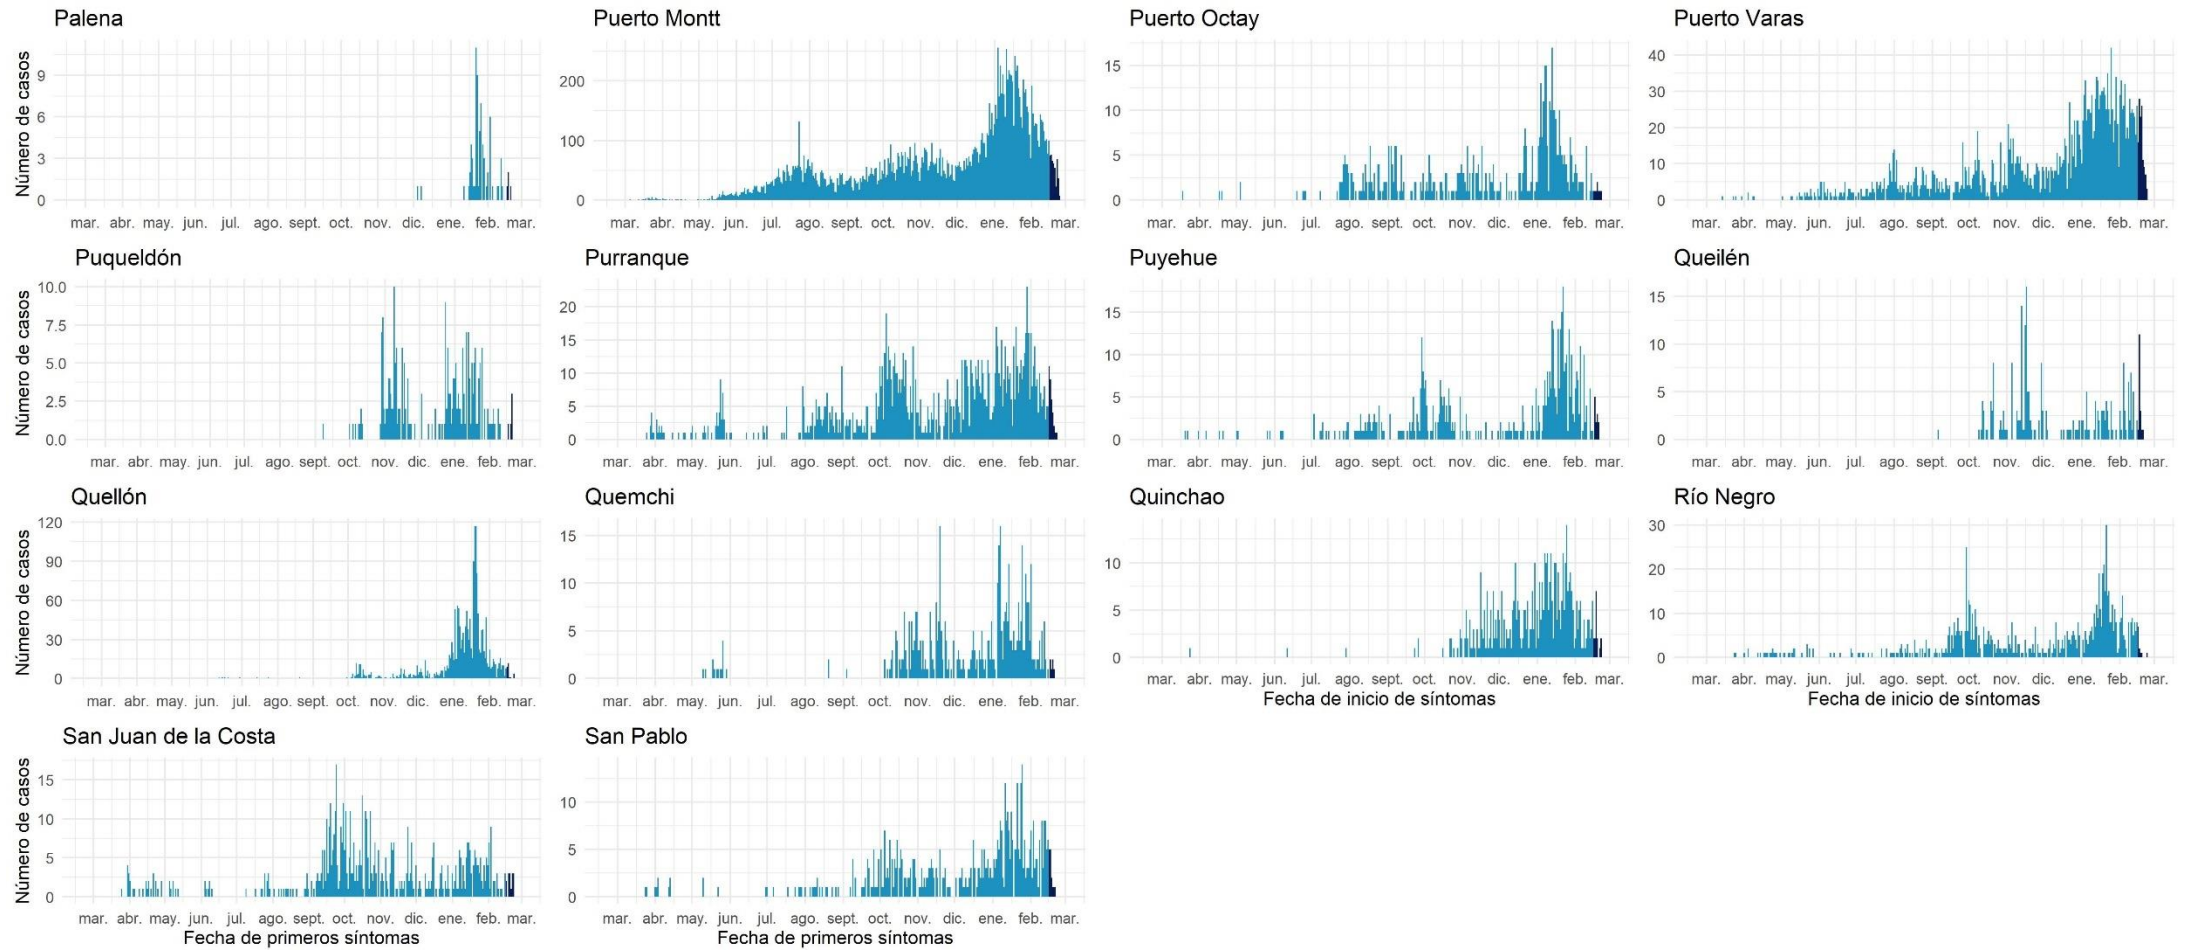 Palena
Número de casos
9
6
3
0
mar. abr. may. jun. jul. ago. sept. oct. nov. dic. ene. feb. mar.
Puerto Montt
200
100
0
mar. abr. may. jun. jul. ago. sept. oct. nov. dic. ene. feb. mar.
Puerto Octay
15
10
5
0
mar. abr. may. jun. jul. ago. sept. oct. nov. dic. ene. feb. mar.
Puerto Varas
40
30
20
10
0
mar. abr. may. jun. jul. ago. sept. oct. nov. dic. ene. feb. mar.
Puqueldón
Número de casos
10.0
7.5
5.0
2.5
0.0
mar. abr. may. jun. jul. ago. sept. oct. nov. dic. ene. feb. mar.
Purranque
20
15
10
5
0
mar. abr. may. jun. jul. ago. sept. oct. nov. dic. ene. feb. mar.
Puyehue
15
10
5
0
mar. abr. may. jun. jul. ago. sept. oct. nov. dic. ene. feb. mar.
Queilén
15
10
5
0
mar. abr. may. jun. jul. ago. sept. oct. nov. dic. ene. feb. mar.
Quellón
Número de casos
120
90
60
30
0
mar. abr. may. jun. jul. ago. sept. oct. nov. dic. ene. feb. mar.
Quemchi
15
10
5
0
mar. abr. may. jun. jul. ago. sept. oct. nov. dic. ene. feb. mar.
Quinchao
10
5
0
mar. abr. may. jun. jul. ago. sept. oct. nov. dic. ene. feb. mar.
Fecha de inicio de síntomas
Río Negro
30
20
10
0
mar. abr. may. jun. jul. ago. sept. oct. nov. dic. ene. feb. mar.
Fecha de inicio de síntomas
San Juan de la Costa
Número de casos
15
10
5
0
mar. abr. may. jun. jul. ago. sept. oct. nov. dic. ene. feb. mar.
Fecha de primeros síntomas
San Pablo
10
5
0
mar. abr. may. jun. jul. ago. sept. oct. nov. dic. ene. feb. mar.
Fecha de primeros síntomas